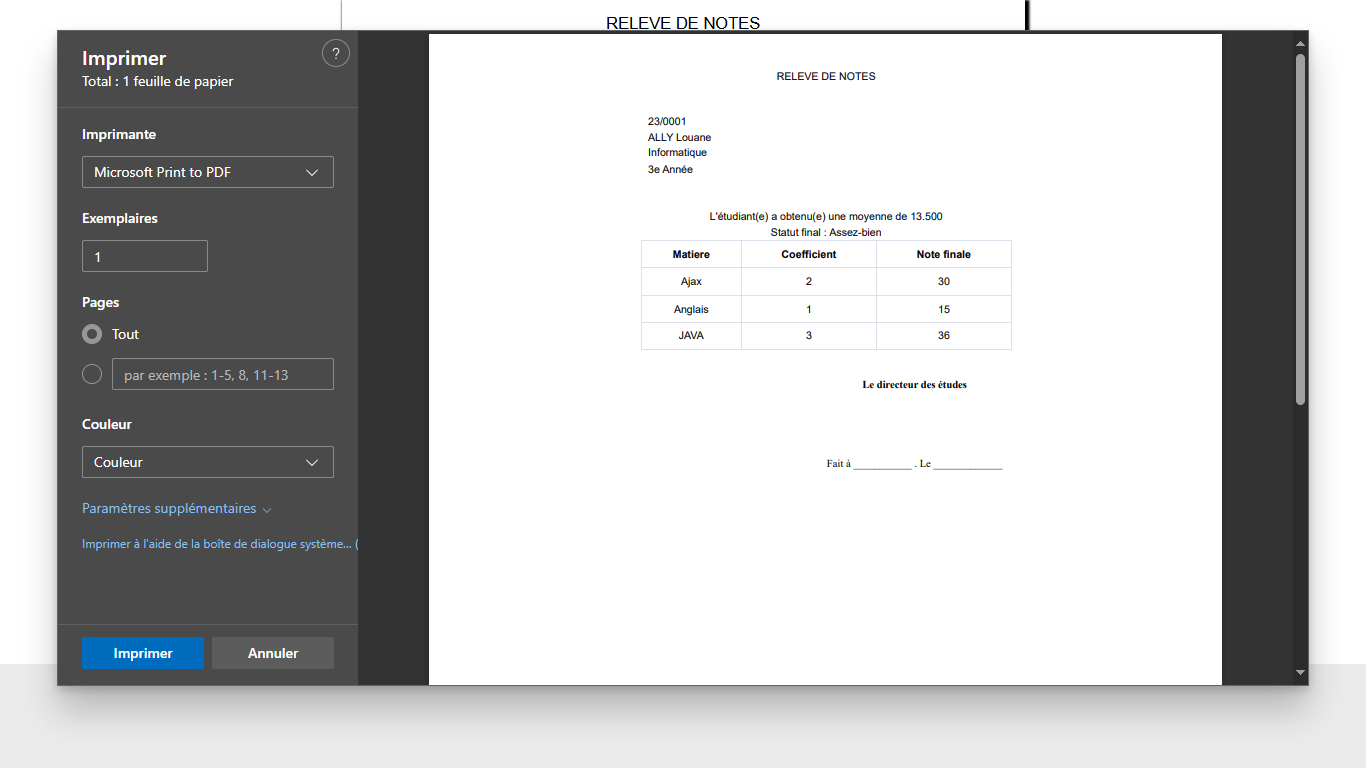 RELEVE DE NOTES
Imprimer
?
Total : 1 feuille de papier
Imprimante
Microsoft Print to PDF
Exemplaires
1
Pages
Tout
par exemple : 1-5, 8, 11-13
Couleur
Couleur
Paramètres supplémentaires
Imprimer à l'aide de la boîte de dialogue système... (
Imprimer Annuler
RELEVE DE NOTES
23/0001
ALLY Louane
Informatique
3e Année
L'étudiant(e) a obtenu(e) une moyenne de 13.500
Statut final : Assez-bien
Matiere Coefficient Note finale
Ajax 2 30
Anglais 1 15
JAVA 3 36
Le directeur des études
Fait à ___________ . Le _____________